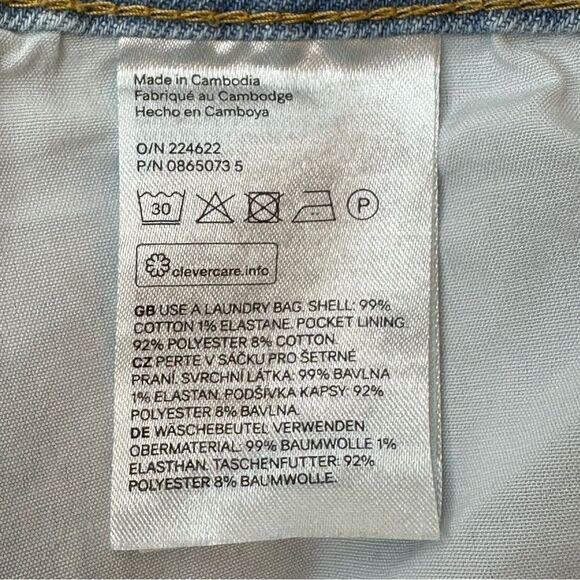 Made in Cambodia
Fabriqué au Cambodge
Hecho en Camboya
O/N 224622
P/N 0865073 5
30 P
clevercare.info
GB USE A LAUNDRY BAG. SHELL: 99%
COTTON 1% ELASTANE. POCKET LINING:
92% POLYESTER 8% COTTON.
CZ PERTE V SÁČKU PRO ŠETRNÉ
PRANÍ. SVRCHNÍ LÁTKA: 99% BAVLNA
1% ELASTAN. PODŠÍVKA KAPSY: 92%
POLYESTER 8% BAVLNA.
DE WÄSCHEBEUTEL VERWENDEN.
OBERMATERIAL: 99% BAUMWOLLE 1%
ELASTHAN. TASCHENFUTTER: 92%
POLYESTER 8% BAUMWOLLE.